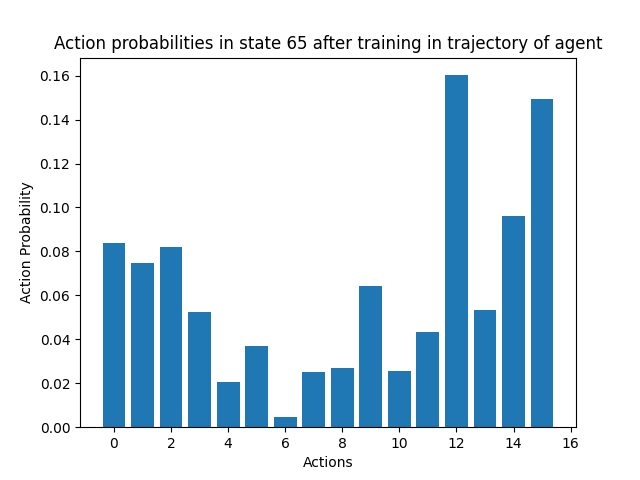 Action probabilities in state 65 after training in trajectory of agent
0.16
0.14
0.12
0.10
0.08
0.06
0.04
0.02
0.00
Action Probability
0 2 4 6 8 10 12 14 16
Actions